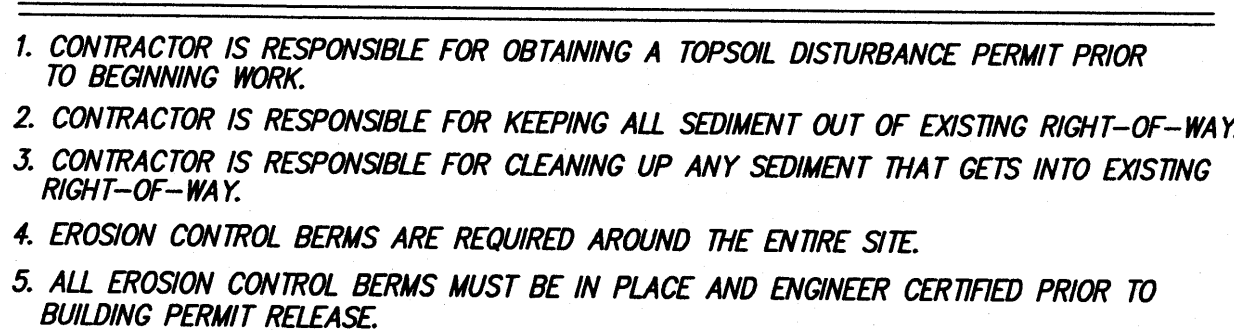 1. CONTRACTOR IS RESPONSIBLE FOR OBTAINING A TOPSOIL DISTURBANCE PERMIT PRIOR
TO BEGINNING WORK.
2. CONTRACTOR IS RESPONSIBLE FOR KEEPING ALL SEDIMENT OUT OF EXISTING RIGHT-OF-WAY.
3. CONTRACTOR IS RESPONSIBLE FOR CLEANING UP ANY SEDIMENT THAT GETS INTO EXISTING
RIGHT-OF-WAY.
4. EROSION CONTROL BERMS ARE REQUIRED AROUND THE ENTIRE SITE.
5. ALL EROSION CONTROL BERMS MUST BE IN PLACE AND ENGINEER CERTIFIED PRIOR TO
BUILDING PERMIT RELEASE.